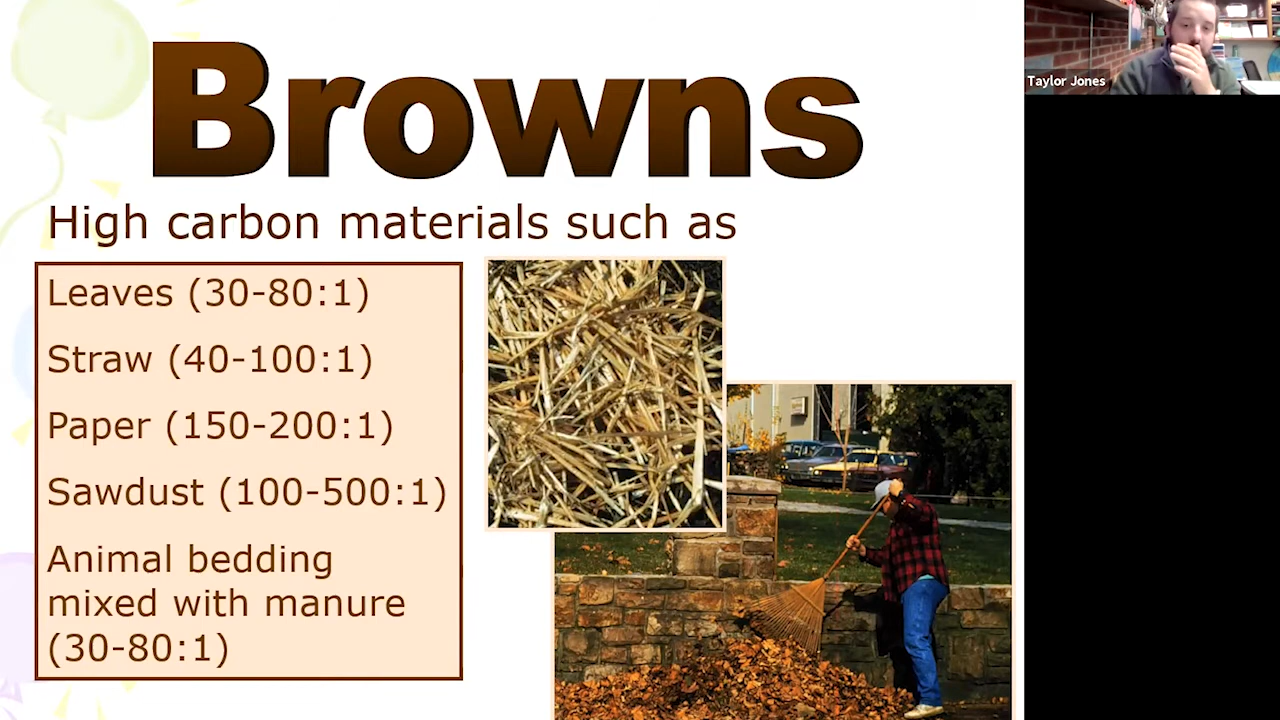 Browns
High carbon materials such as
Leaves (30-80:1)
Straw (40-100:1)
Paper (150-200:1)
Sawdust (100-500:1)
Animal bedding
mixed with manure
(30-80:1)
Taylor Jones